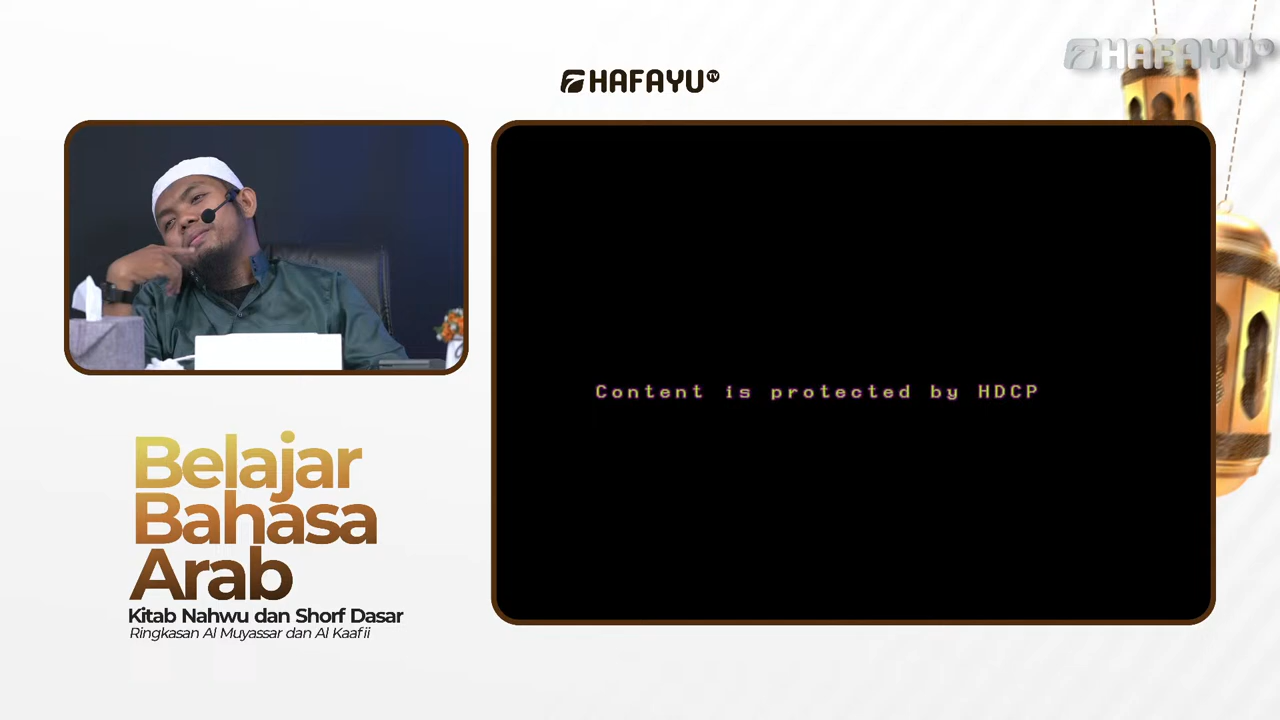 HAFAYU TV
HAFAYU TV
Content is protected by HDCP
Belajar
Bahasa
Arab
Kitab Nahwu dan Shorf Dasar
Ringkasan Al Muyassar dan Al Kaafii